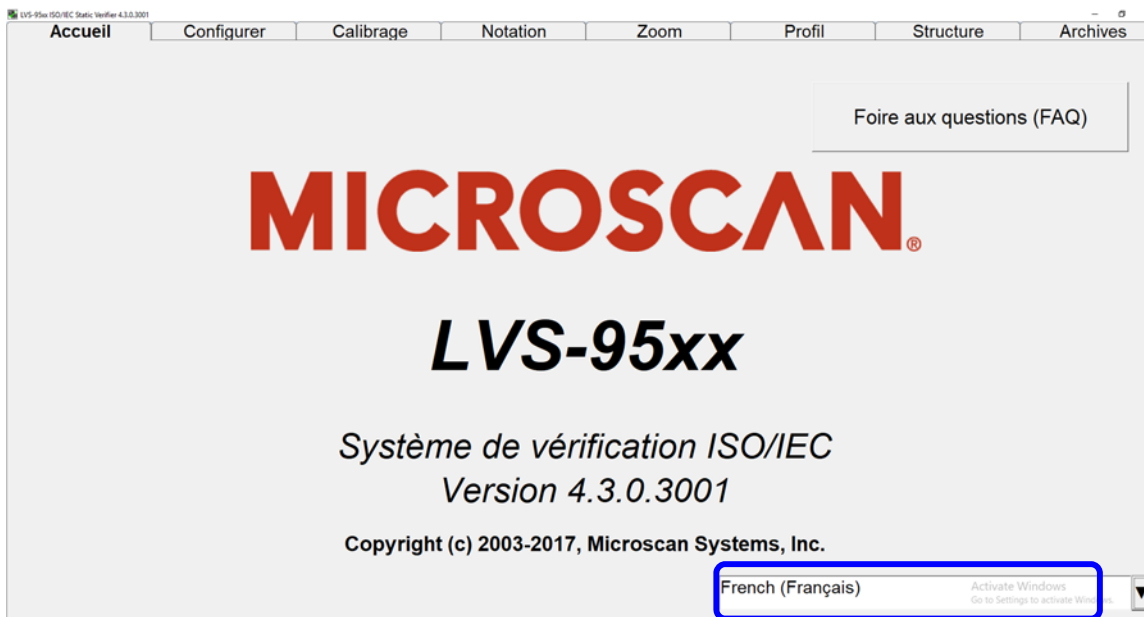 LVS-95xx ISO/IEC Static Verifier 4.3.0.3001
Accueil Configurer Calibrage Notation Zoom Profil Structure Archives
Foire aux questions (FAQ)
MICROSCAN®
LVS-95xx
Système de vérification ISO/IEC
Version 4.3.0.3001
Copyright (c) 2003-2017, Microscan Systems, Inc.
French (Français)
Activate Windows
Go to Settings to activate Windows.